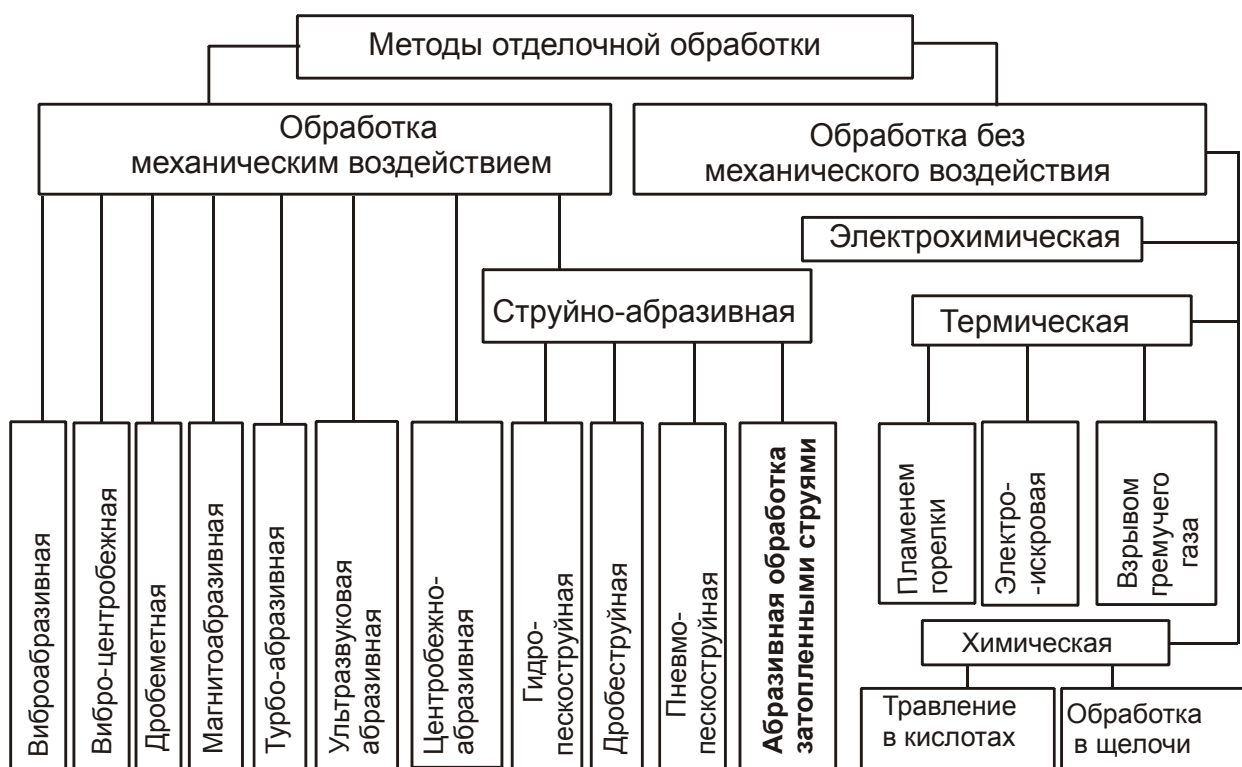 Методы отделочной обработки
Обработка
механическим воздействием
Обработка без
механического воздействия
Электрохимическая
Струйно-абразивная
Термическая
Виброабразивная
Вибро-центробежная
Дробеметная
Магнитоабразивная
Турбо-абразивная
Ультразвуковая
абразивная
Центробежно-
абразивная
Гидро-
пескоструйная
Дробеструйная
Пневмо-
пескоструйная
Абразивная обработка
затопленными струями
Пламенем
горелки
Электро-
-искровая
Взрывом
гремучего
газа
Химическая
Травление
в кислотах
Обработка
в щелочи